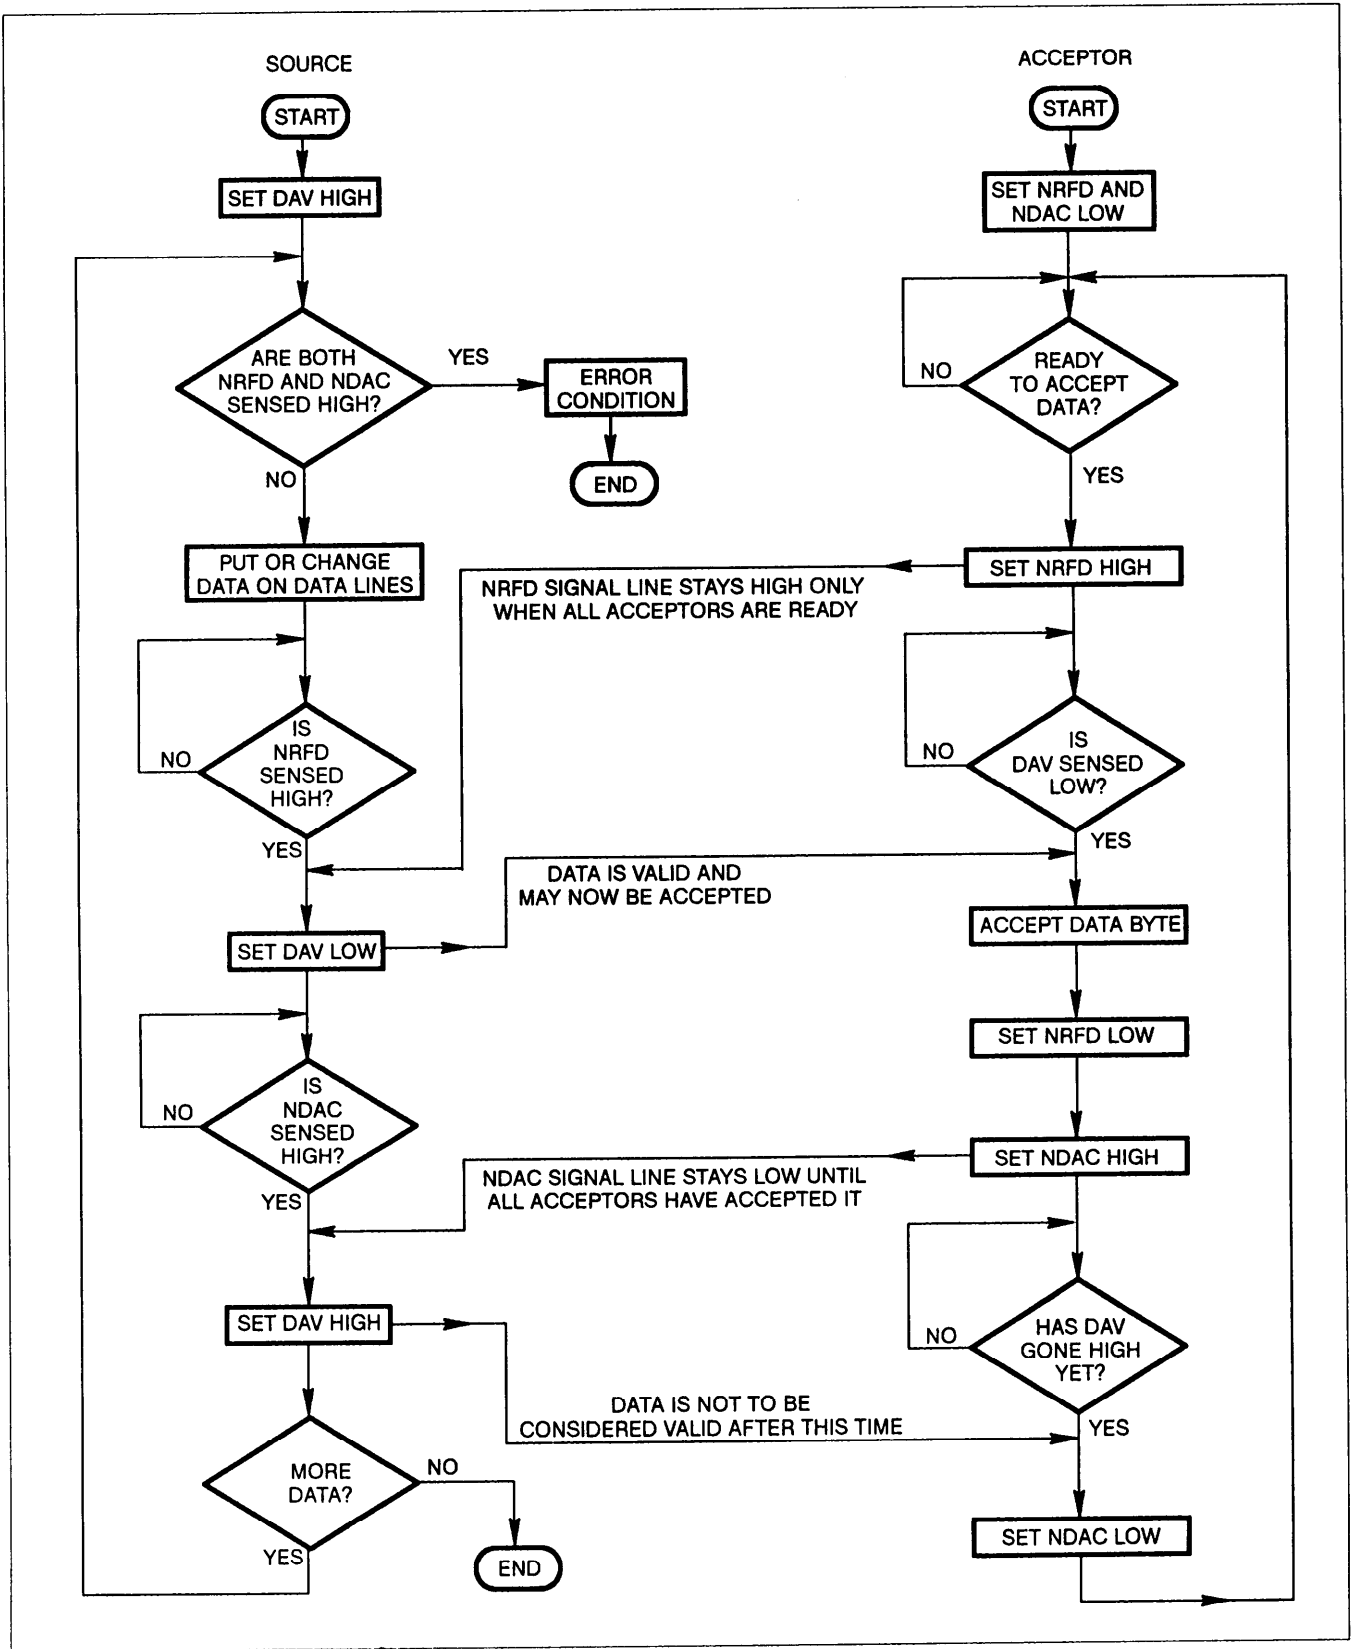 SOURCE
START
SET DAV HIGH
ARE BOTH
NRFD AND NDAC
SENSED HIGH?
YES
ERROR
CONDITION
END
NO
PUT OR CHANGE
DATA ON DATA LINES
IS
NRFD
SENSED
HIGH?
NO
YES
SET DAV LOW
IS
NDAC
SENSED
HIGH?
NO
YES
SET DAV HIGH
MORE
DATA?
NO
YES
END
NRFD SIGNAL LINE STAYS HIGH ONLY
WHEN ALL ACCEPTORS ARE READY
DATA IS VALID AND
MAY NOW BE ACCEPTED
NDAC SIGNAL LINE STAYS LOW UNTIL
ALL ACCEPTORS HAVE ACCEPTED IT
DATA IS NOT TO BE
CONSIDERED VALID AFTER THIS TIME
ACCEPTOR
START
SET NRFD AND
NDAC LOW
READY
TO ACCEPT
DATA?
NO
YES
SET NRFD HIGH
IS
DAV SENSED
LOW?
NO
YES
ACCEPT DATA BYTE
SET NRFD LOW
SET NDAC HIGH
HAS DAV
GONE HIGH
YET?
NO
YES
SET NDAC LOW